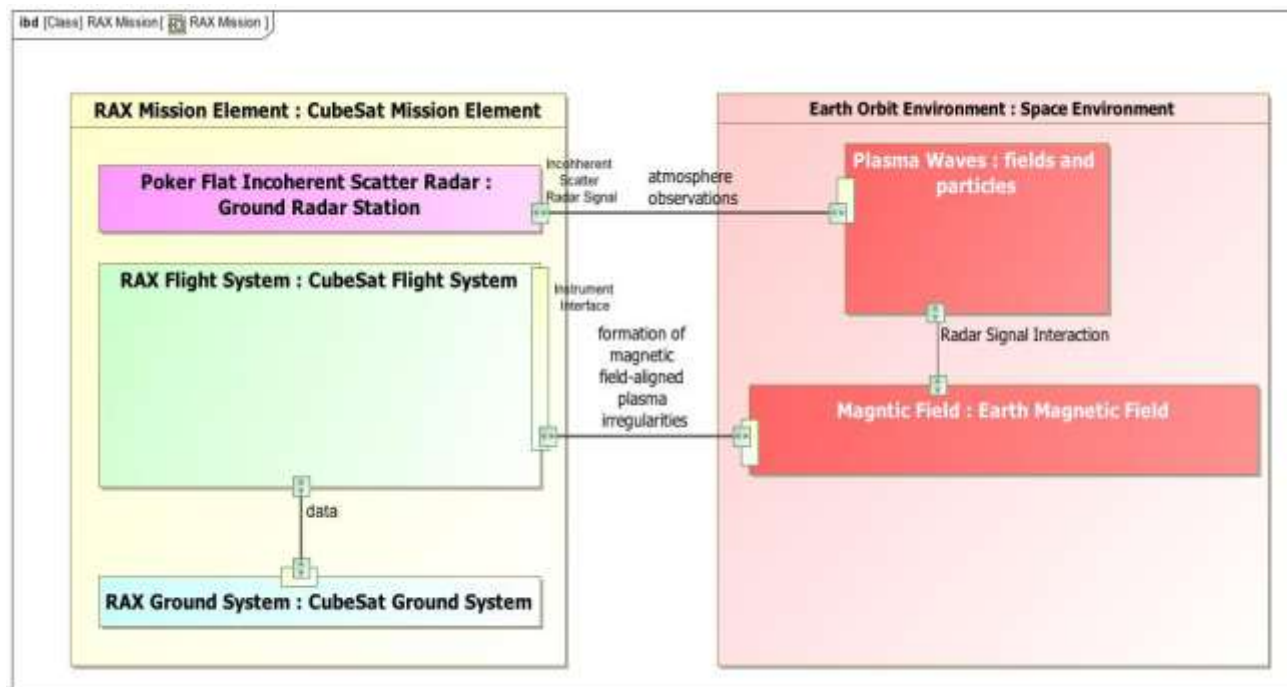 ibd [Class] RAX Mission [ RAX Mission ]
RAX Mission Element : CubeSat Mission Element
Earth Orbit Environment : Space Environment
Poker Flat Incoherent Scatter Radar :
Ground Radar Station
Incohherent
Scatter
Radar Signal
atmosphere
observations
Plasma Waves : fields and
particles
RAX Flight System : CubeSat Flight System
Instrument
Interface
formation of
magnetic
field-aligned
plasma
irregularities
Radar Signal Interaction
Magntic Field : Earth Magnetic Field
data
RAX Ground System : CubeSat Ground System